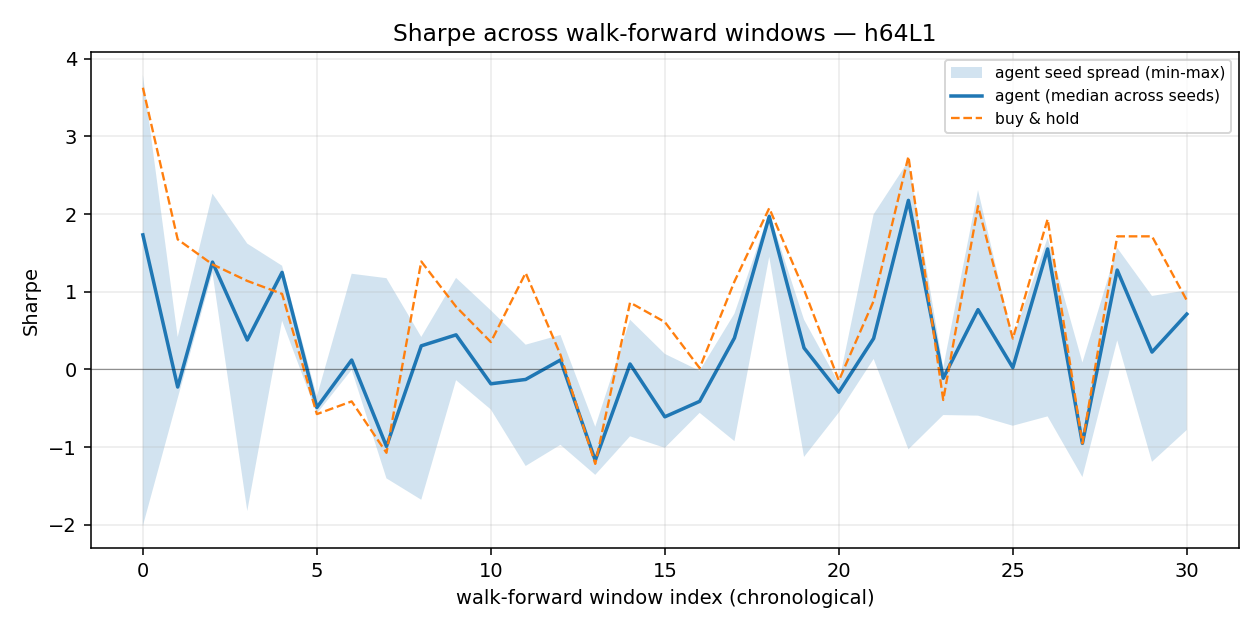 Sharpe across walk-forward windows — h64L1
agent seed spread (min-max)
agent (median across seeds)
buy & hold
Sharpe
4
3
2
1
0
−1
−2
0 5 10 15 20 25 30
walk-forward window index (chronological)